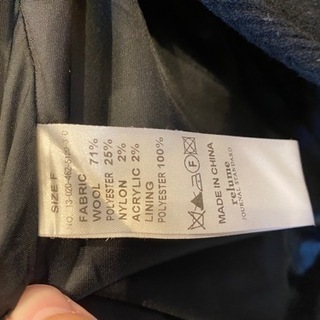 SIZE F
FABRIC
WOOL 71%
POLYESTER 25%
NYLON 2%
ACRYLIC 2%
LINING
POLYESTER 100%
F
MADE IN CHINA
relume
JOURNAL STANDARD